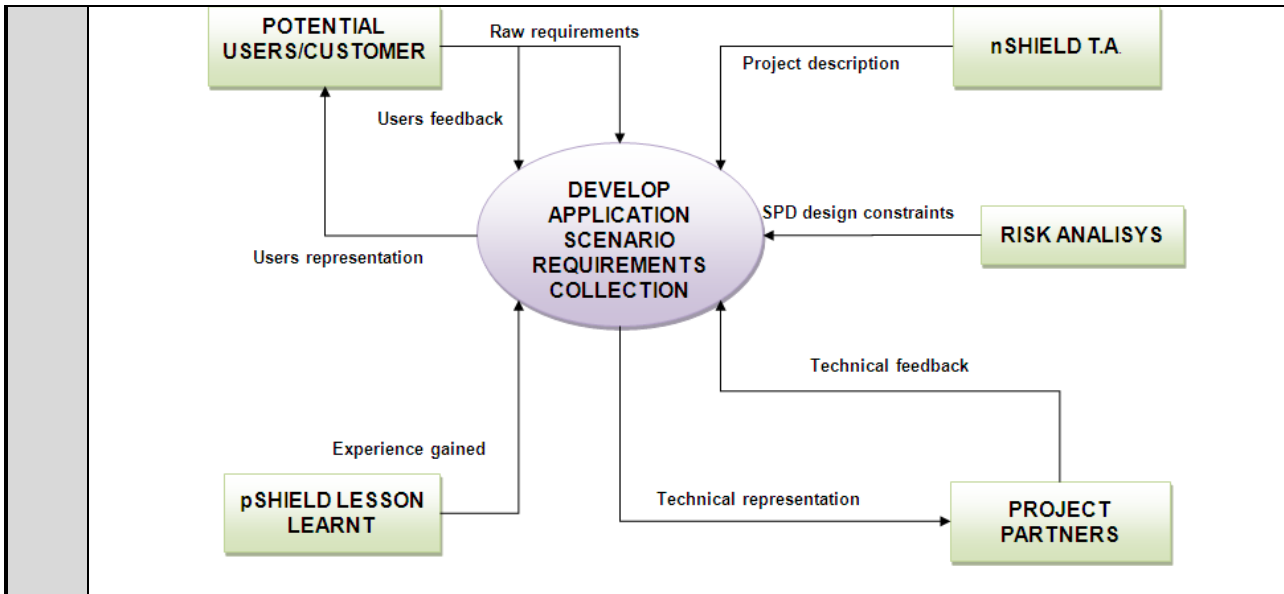 POTENTIAL
USERS/CUSTOMER
Raw requirements
nSHIELD T.A.
Project description
Users feedback
DEVELOP
APPLICATION
SCENARIO
REQUIREMENTS
COLLECTION
SPD design constraints
RISK ANALISYS
Users representation
Technical feedback
Experience gained
pSHIELD LESSON
LEARNT
Technical representation
PROJECT
PARTNERS